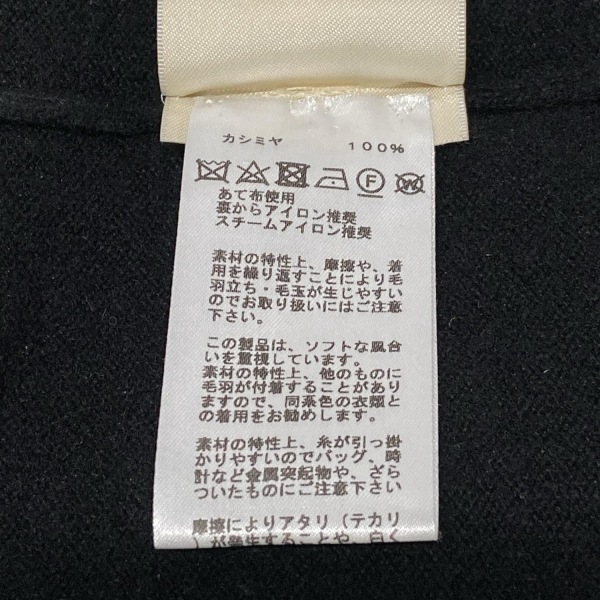 カシミヤ 100%
F W
あて布使用
裏からアイロン推奨
スチームアイロン推奨
素材の特性上、摩擦や、着
用を繰り返すことにより毛
羽立ち・毛玉が生じやすい
のでお取り扱いにはご注意
下さい。
この製品は、ソフトな風合
いを重視しています。
素材の特性上、他のものに
毛羽が付着することがあり
ますので、同系色の衣類と
の着用をお勧めします。
素材の特性上、糸が引っ掛
かりやすいのでバッグ、時
計など金属突起物や、ざら
ついたものにご注意下さい
摩擦によりアタリ（テカリ
）が発生することや、白く